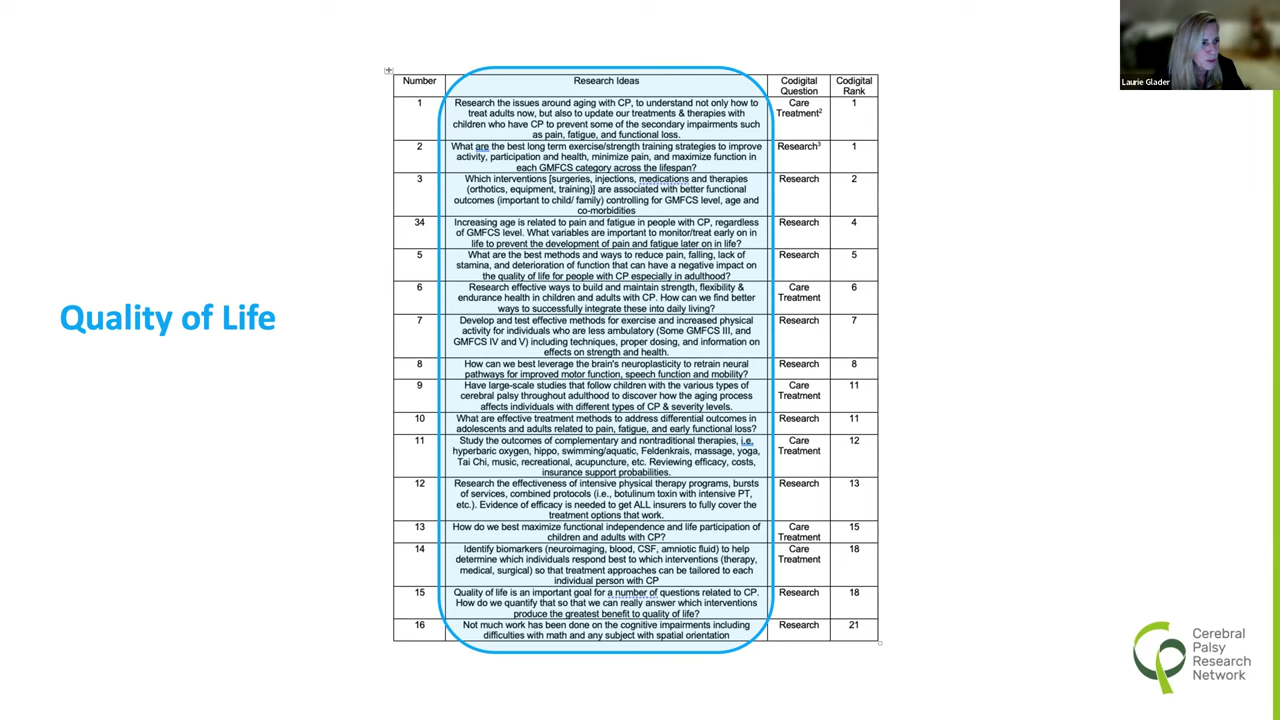 Laurie Glader
Quality of Life
Number Research Ideas Codigital Question Codigital Rank
1 Research the issues around aging with CP, to understand not only how to Care 1
treat adults now, but also to update our treatments & therapies with Treatment²
children who have CP to prevent some of the secondary impairments such
as pain, fatigue, and functional loss.
2 What are the best long term exercise/strength training strategies to improve Research³ 1
activity, participation and health, minimize pain, and maximize function in
each GMFCS category across the lifespan?
3 Which interventions [surgeries, injections, medications and therapies Research 2
(orthotics, equipment, training)] are associated with better functional
outcomes (important to child/ family) controlling for GMFCS level, age and
co-morbidities
34 Increasing age is related to pain and fatigue in people with CP, regardless Research 4
of GMFCS level. What variables are important to monitor/treat early on in
life to prevent the development of pain and fatigue later on in life?
5 What are the best methods and ways to reduce pain, falling, lack of Research 5
stamina, and deterioration of function that can have a negative impact on
the quality of life for people with CP especially in adulthood?
6 Research effective ways to build and maintain strength, flexibility & Care 6
endurance health in children and adults with CP. How can we find better Treatment
ways to successfully integrate these into daily living?
7 Develop and test effective methods for exercise and increased physical Research 7
activity for individuals who are less ambulatory (Some GMFCS III, and
GMFCS IV and V) including techniques, proper dosing, and information on
effects on strength and health.
8 How can we best leverage the brain's neuroplasticity to retrain neural Research 8
pathways for improved motor function, speech function and mobility?
9 Have large-scale studies that follow children with the various types of Care 11
cerebral palsy throughout adulthood to discover how the aging process Treatment
affects individuals with different types of CP & severity levels.
10 What are effective treatment methods to address differential outcomes in Research 11
adolescents and adults related to pain, fatigue, and early functional loss?
11 Study the outcomes of complementary and nontraditional therapies, i.e. Care 12
hyperbaric oxygen, hippo, swimming/aquatic, Feldenkrais, massage, yoga, Treatment
Tai Chi, music, recreational, acupuncture, etc. Reviewing efficacy, costs,
insurance support probabilities.
12 Research the effectiveness of intensive physical therapy programs, bursts Research 13
of services, combined protocols (i.e., botulinum toxin with intensive PT,
etc.). Evidence of efficacy is needed to get ALL insurers to fully cover the
treatment options that work.
13 How do we best maximize functional independence and life participation of Care 15
children and adults with CP? Treatment
14 Identify biomarkers (neuroimaging, blood, CSF, amniotic fluid) to help Care 18
determine which individuals respond best to which interventions (therapy, Treatment
medical, surgical) so that treatment approaches can be tailored to each
individual person with CP
15 Quality of life is an important goal for a number of questions related to CP. Research 18
How do we quantify that so that we can really answer which interventions
produce the greatest benefit to quality of life?
16 Not much work has been done on the cognitive impairments including Research 21
difficulties with math and any subject with spatial orientation
Cerebral
Palsy
Research
Network